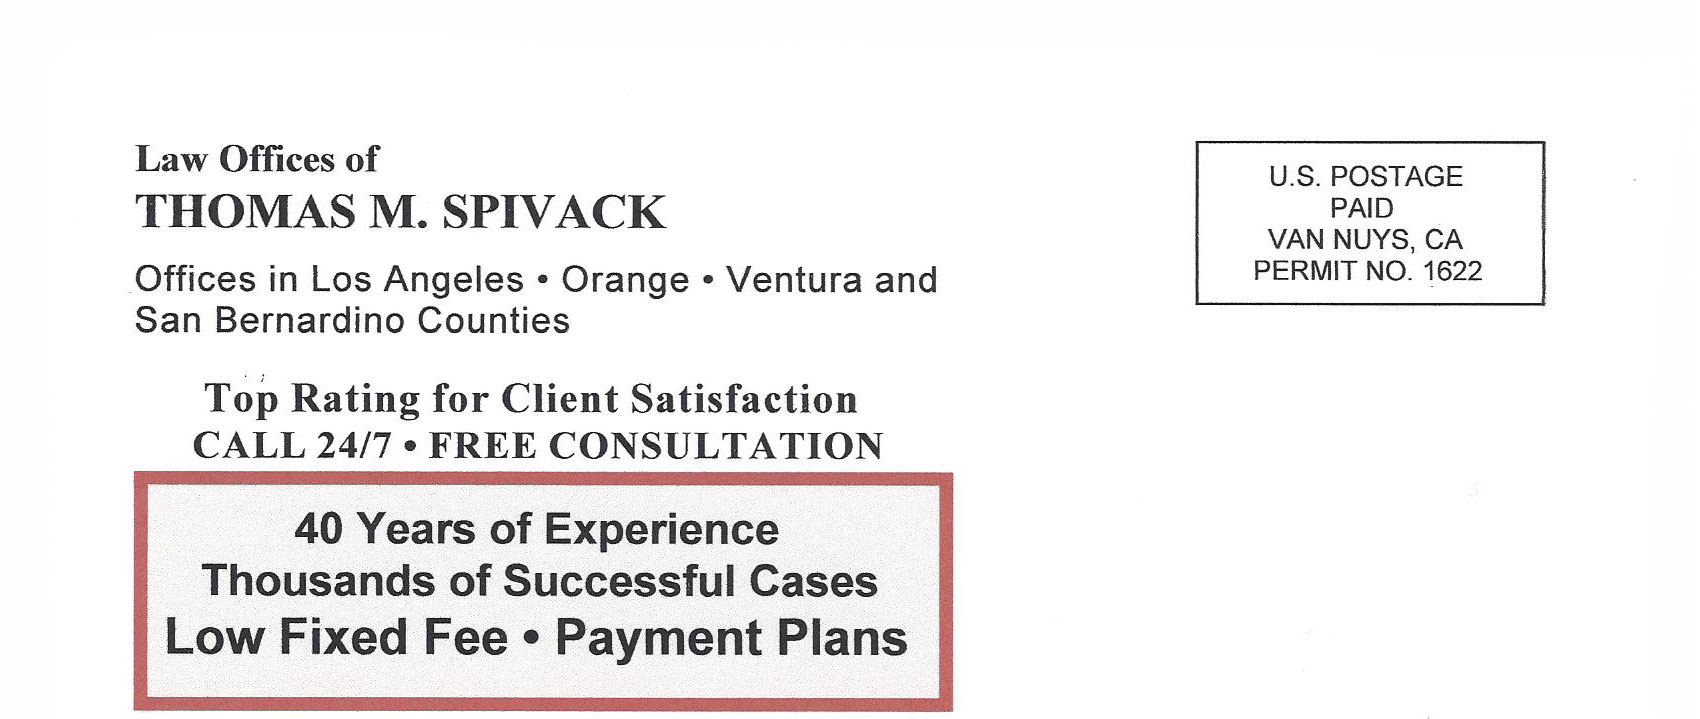 Law Offices of
THOMAS M. SPIVACK
Offices in Los Angeles • Orange • Ventura and
San Bernardino Counties
Top Rating for Client Satisfaction
CALL 24/7 • FREE CONSULTATION
40 Years of Experience
Thousands of Successful Cases
Low Fixed Fee • Payment Plans
U.S. POSTAGE
PAID
VAN NUYS, CA
PERMIT NO. 1622